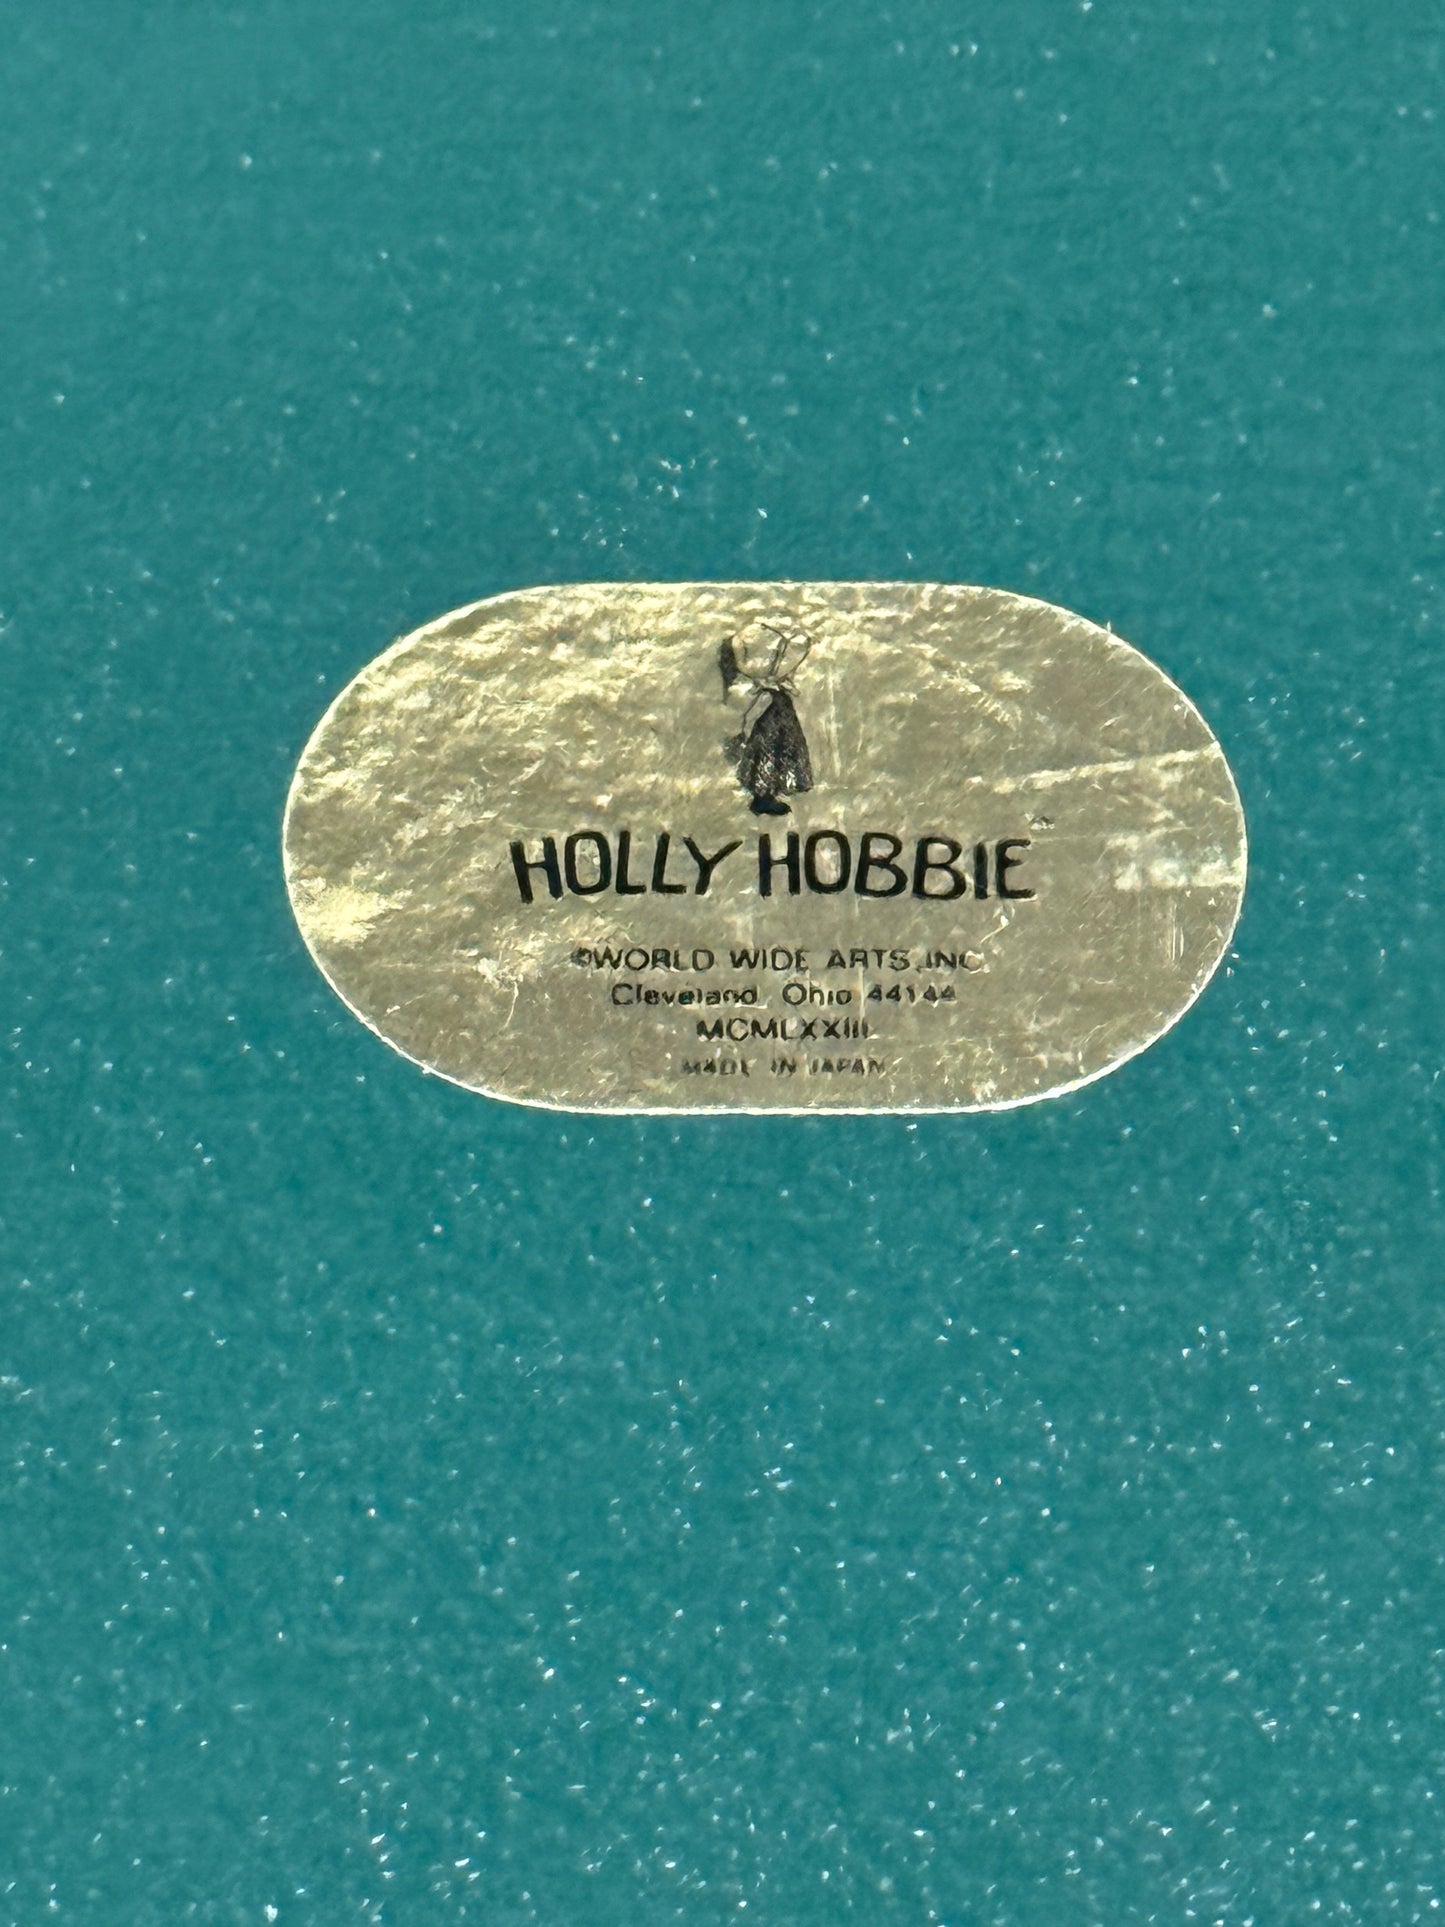 HOLLY HOBBIE
©WORLD WIDE ARTS, INC.
Cleveland, Ohio 44144
MCMLXXIII
MADE IN JAPAN